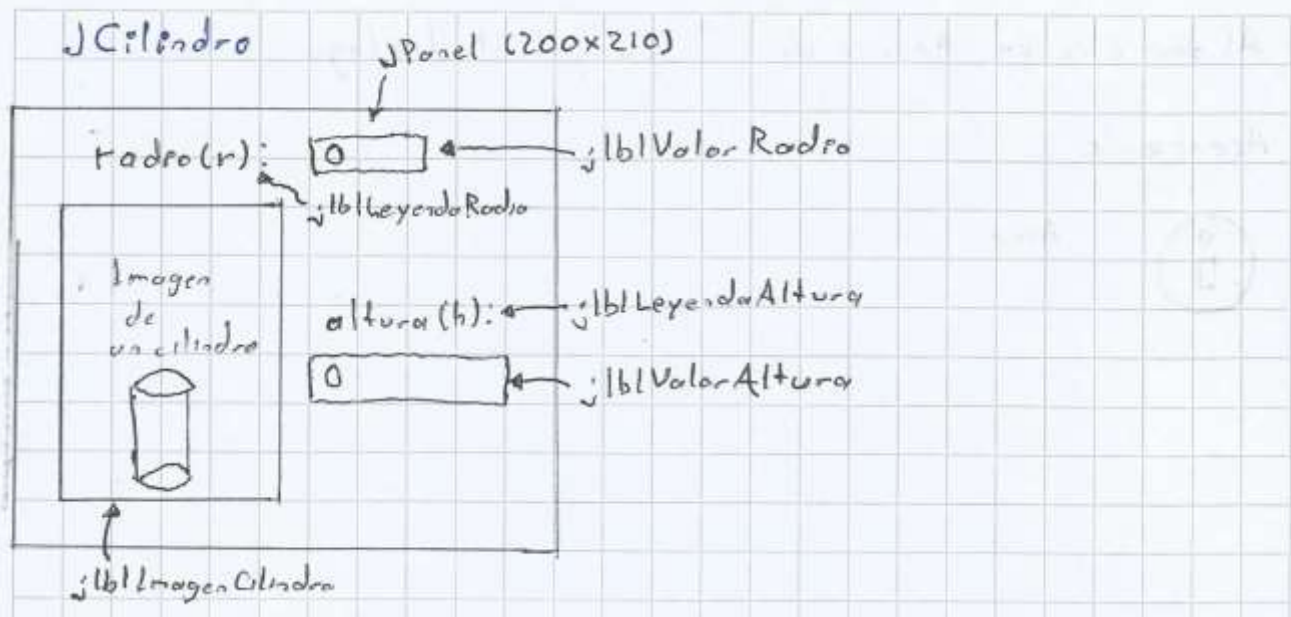 JCilindro
JPanel (200x210)
radio(r): 0 jlblValorRadio
jlblLeyendaRadio
Imagen
de
un cilindro
altura(h): jlblLeyendaAltura
0 jlblValorAltura
jlblImagenCilindro